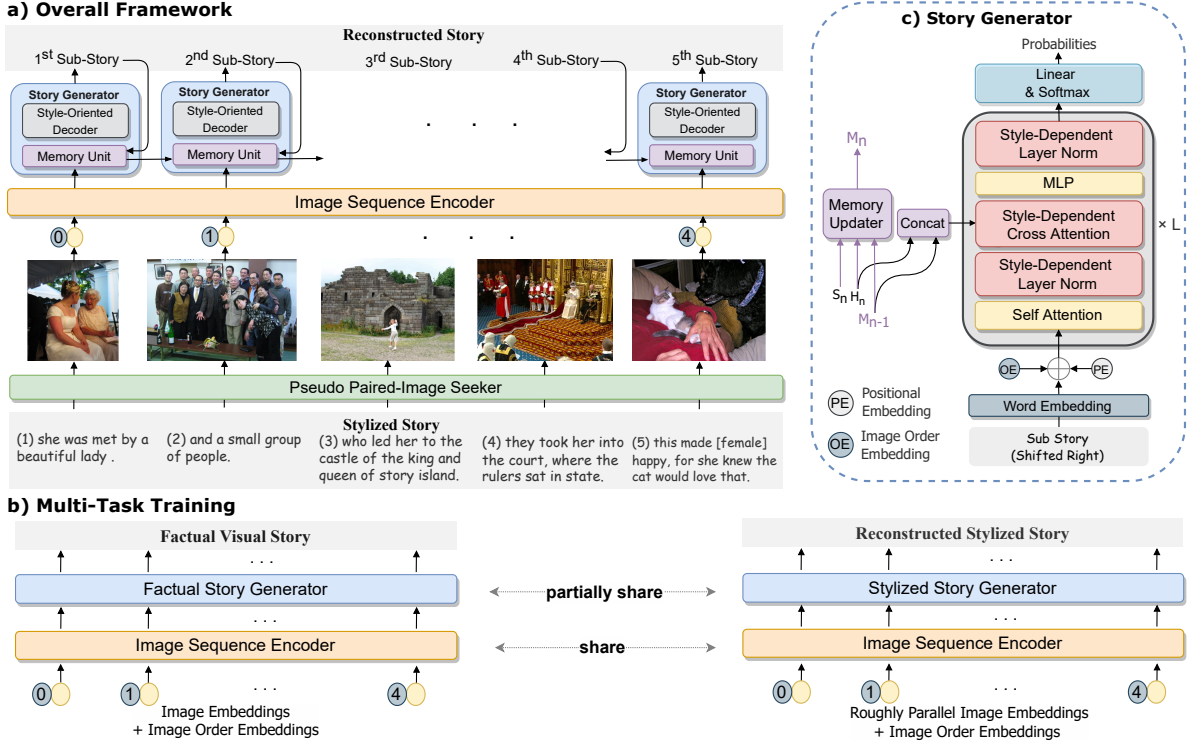 a) Overall Framework
Reconstructed Story
1st Sub-Story
2nd Sub-Story
3rd Sub-Story
4th Sub-Story
5th Sub-Story
Story Generator
Style-Oriented
Decoder
Memory Unit
Story Generator
Style-Oriented
Decoder
Memory Unit
. . .
Story Generator
Style-Oriented
Decoder
Memory Unit
Image Sequence Encoder
0
1
. . .
4
Pseudo Paired-Image Seeker
Stylized Story
(1) she was met by a
beautiful lady .
(2) and a small group
of people.
(3) who led her to the
castle of the king and
queen of story island.
(4) they took her into
the court, where the
rulers sat in state.
(5) this made [female]
happy, for she knew the
cat would love that.
c) Story Generator
Probabilities
Linear
& Softmax
Style-Dependent
Layer Norm
MLP
Style-Dependent
Cross Attention
Style-Dependent
Layer Norm
Self Attention
× L
Mn
Memory
Updater
Concat
Sn
Hn
Mn-1
OE
PE
Word Embedding
Sub Story
(Shifted Right)
PE
Positional
Embedding
OE
Image Order
Embedding
b) Multi-Task Training
Factual Visual Story
. . .
Factual Story Generator
. . .
Image Sequence Encoder
0
1
. . .
4
Image Embeddings
+ Image Order Embeddings
partially share
share
Reconstructed Stylized Story
. . .
Stylized Story Generator
. . .
Image Sequence Encoder
0
1
. . .
4
Roughly Parallel Image Embeddings
+ Image Order Embeddings